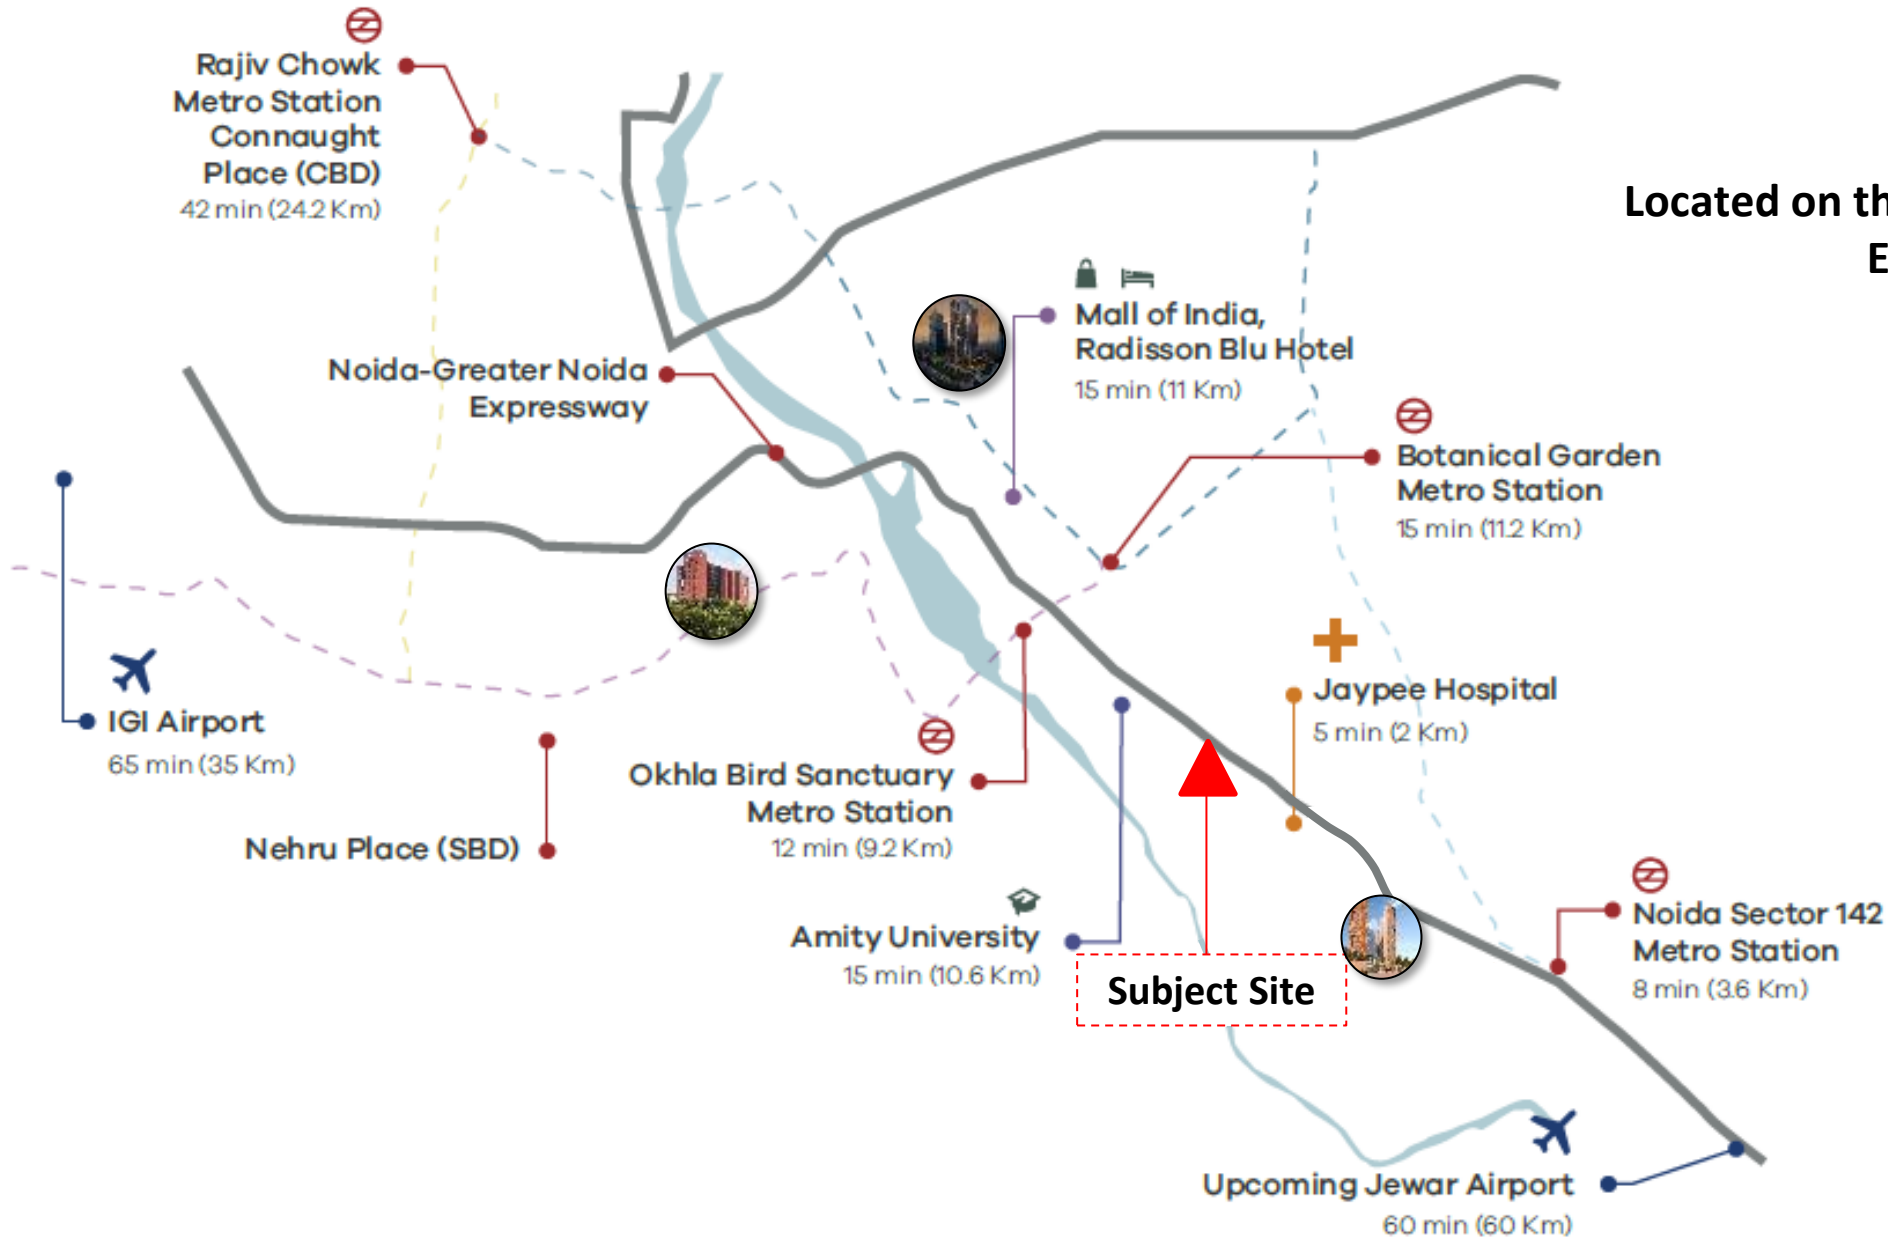 Rajiv Chowk
Metro Station
Connaught
Place (CBD)
42 min (24.2 Km)
Located on th
E
Mall of India,
Radisson Blu Hotel
15 min (11 Km)
Noida-Greater Noida
Expressway
Botanical Garden
Metro Station
15 min (11.2 Km)
IGI Airport
65 min (35 Km)
Jaypee Hospital
5 min (2 Km)
Okhla Bird Sanctuary
Metro Station
12 min (9.2 Km)
Nehru Place (SBD)
Amity University
15 min (10.6 Km)
Subject Site
Noida Sector 142
Metro Station
8 min (3.6 Km)
Upcoming Jewar Airport
60 min (60 Km)